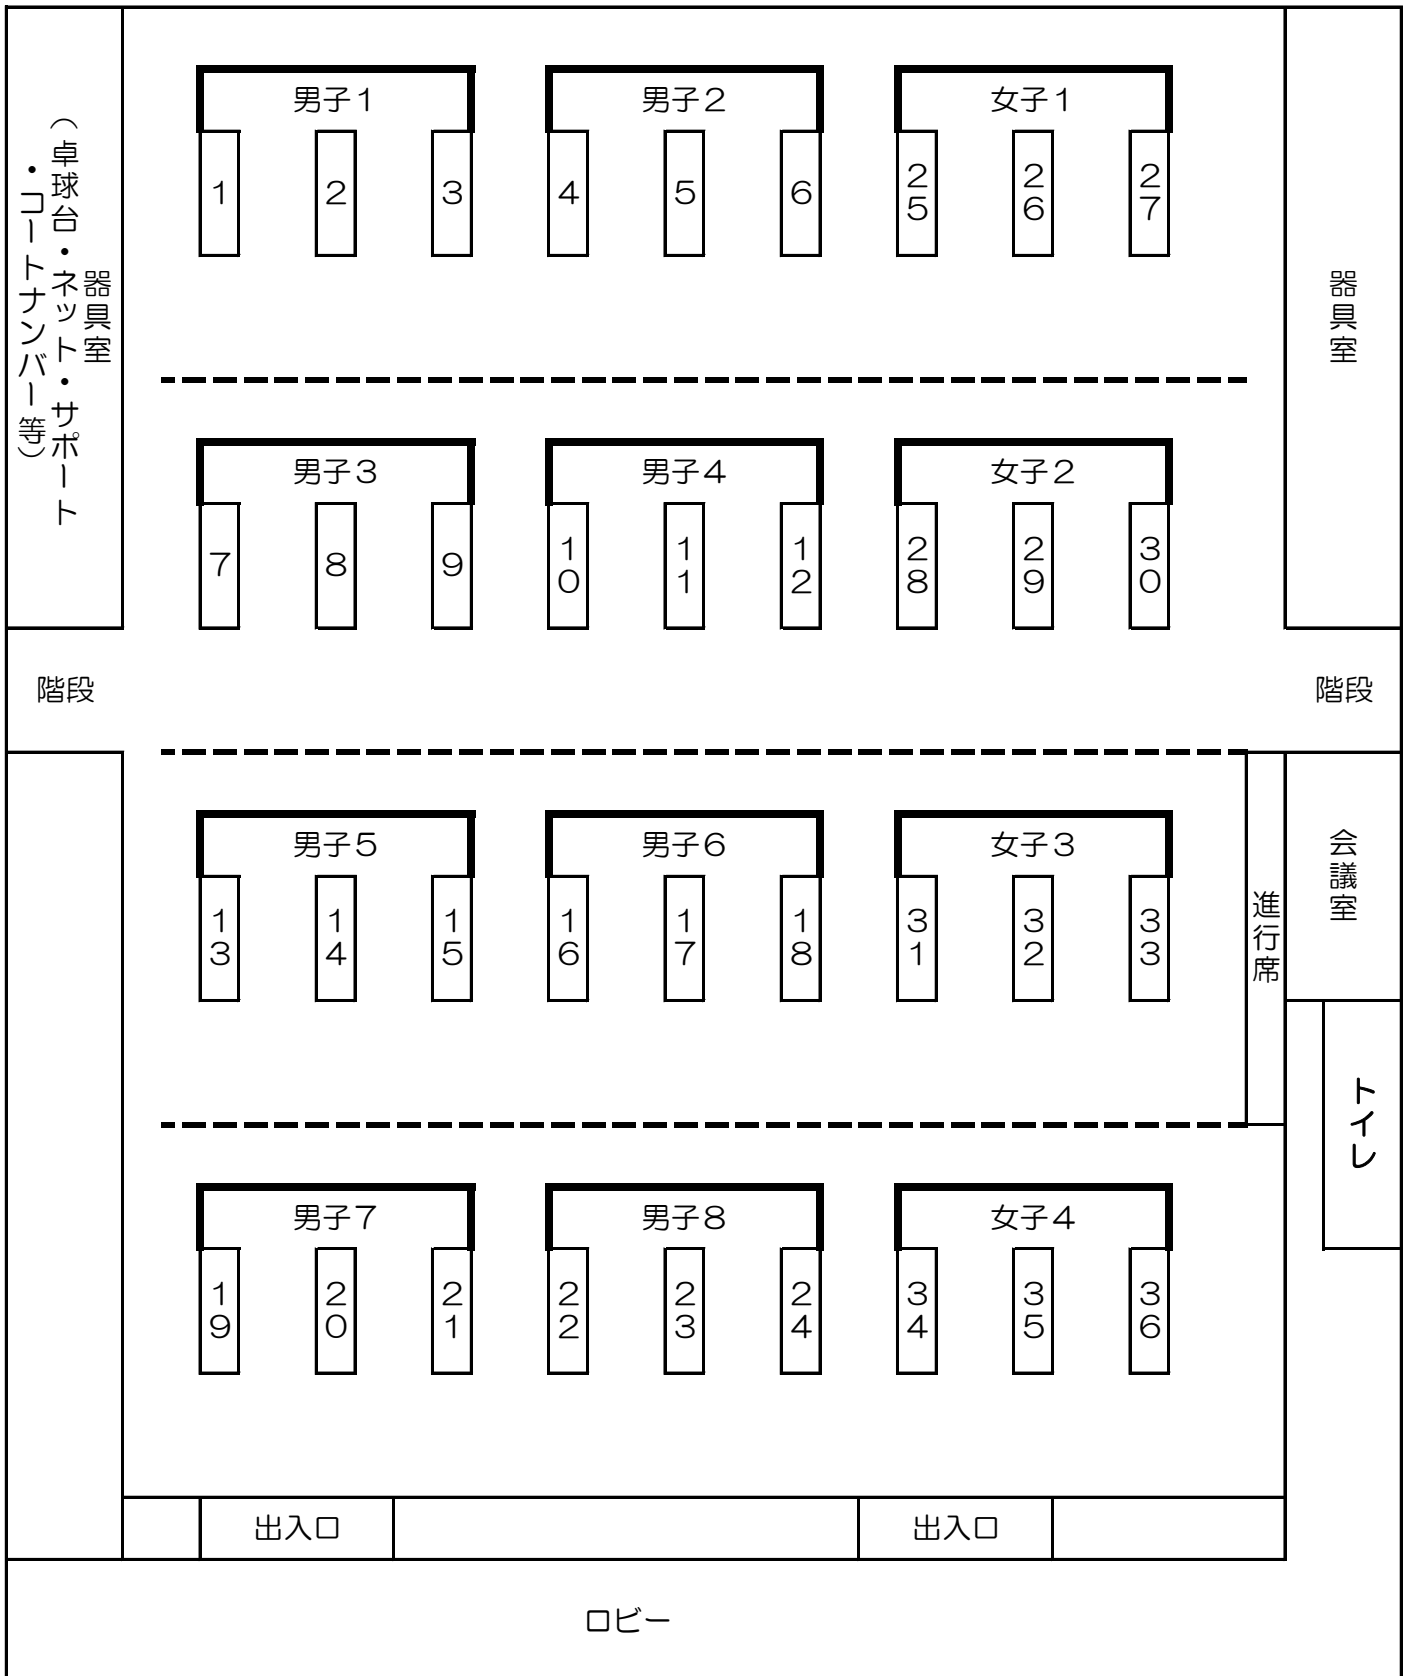 男子１
男子２
女子１
１
２
３
４
５
６
２５
２６
２７
器具室
（卓球台・ネット・サポート
・コートナンバー等）
器具室
男子３
男子４
女子２
７
８
９
１０
１１
１２
２８
２９
３０
階段
階段
男子５
男子６
女子３
１３
１４
１５
１６
１７
１８
３１
３２
３３
進行席
会議室
トイレ
男子７
男子８
女子４
１９
２０
２１
２２
２３
２４
３４
３５
３６
出入口
出入口
ロビー